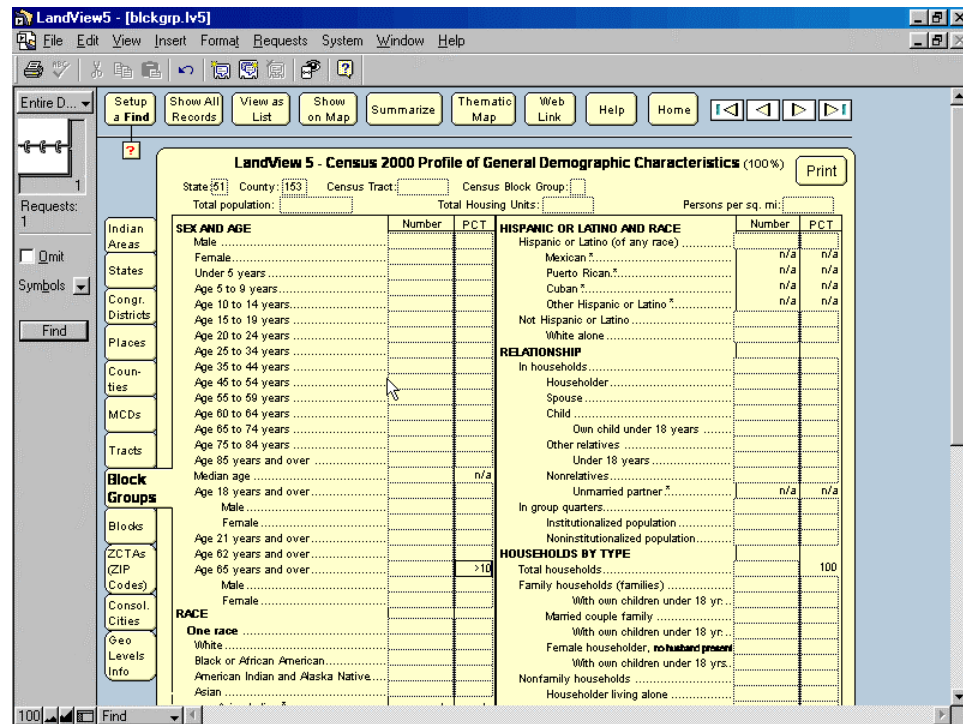 LandView5 - [blckgrp.lv5]
File Edit View Insert Format Requests System Window Help
Entire D...
1
Requests:
1
Omit
Symbols
Find
Setup a Find
Show All Records
View as List
Show on Map
Summarize
Thematic Map
Web Link
Help
Home
?
LandView 5 - Census 2000 Profile of General Demographic Characteristics (100%)
Print
State: 51 County: 153 Census Tract: Census Block Group:
Total population: Total Housing Units: Persons per sq. mi:
Indian Areas
States
Congr. Districts
Places
Coun-
ties
MCDs
Tracts
Block Groups
Blocks
ZCTAs (ZIP Codes)
Consol. Cities
Geo Levels Info
SEX AND AGE Number PCT
Male
Female
Under 5 years
Age 5 to 9 years
Age 10 to 14 years
Age 15 to 19 years
Age 20 to 24 years
Age 25 to 34 years
Age 35 to 44 years
Age 45 to 54 years
Age 55 to 59 years
Age 60 to 64 years
Age 65 to 74 years
Age 75 to 84 years
Age 85 years and over
Median age n/a
Age 18 years and over
Male
Female
Age 21 years and over
Age 62 years and over
Age 65 years and over >10
Male
Female
RACE
One race
White
Black or African American
American Indian and Alaska Native
Asian
HISPANIC OR LATINO AND RACE Number PCT
Hispanic or Latino (of any race)
Mexican * n/a n/a
Puerto Rican * n/a n/a
Cuban * n/a n/a
Other Hispanic or Latino * n/a n/a
Not Hispanic or Latino
White alone
RELATIONSHIP
In households
Householder
Spouse
Child
Own child under 18 years
Other relatives
Under 18 years
Nonrelatives
Unmarried partner * n/a n/a
In group quarters
Institutionalized population
Noninstitutionalized population
HOUSEHOLDS BY TYPE
Total households 100
Family households (families)
With own children under 18 yr:
Married couple family
With own children under 18 yr:
Female householder, no husband present
With own children under 18 yrs
Nonfamily households
Householder living alone
100 Find